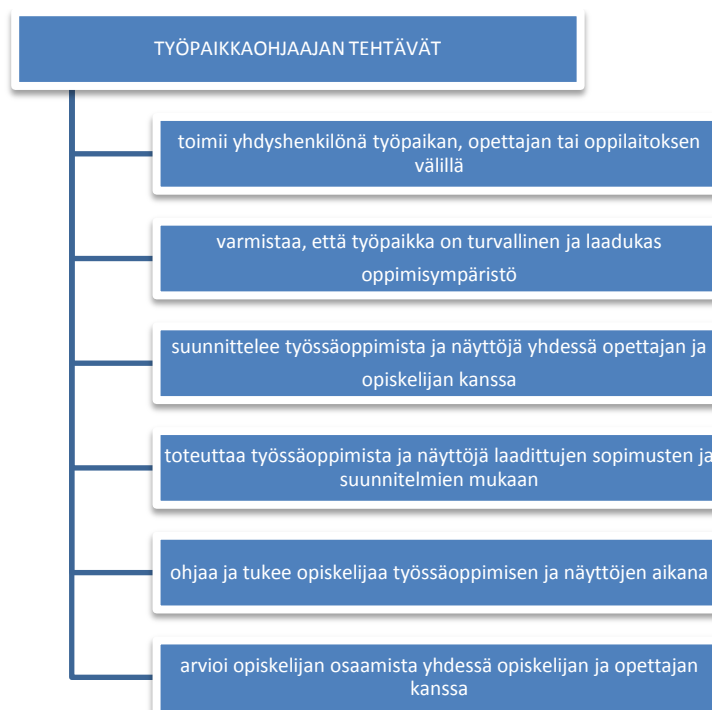 TYÖPAIKKAOHJAAJAN TEHTÄVÄT
toimii yhdyshenkilönä työpaikan, opettajan tai oppilaitoksen
välillä
varmistaa, että työpaikka on turvallinen ja laadukas
oppimisympäristö
suunnittelee työssäoppimista ja näyttöjä yhdessä opettajan ja
opiskelijan kanssa
toteuttaa työssäoppimista ja näyttöjä laadittujen sopimusten ja
suunnitelmien mukaan
ohjaa ja tukee opiskelijaa työssäoppimisen ja näyttöjen aikana
arvioi opiskelijan osaamista yhdessä opiskelijan ja opettajan
kanssa